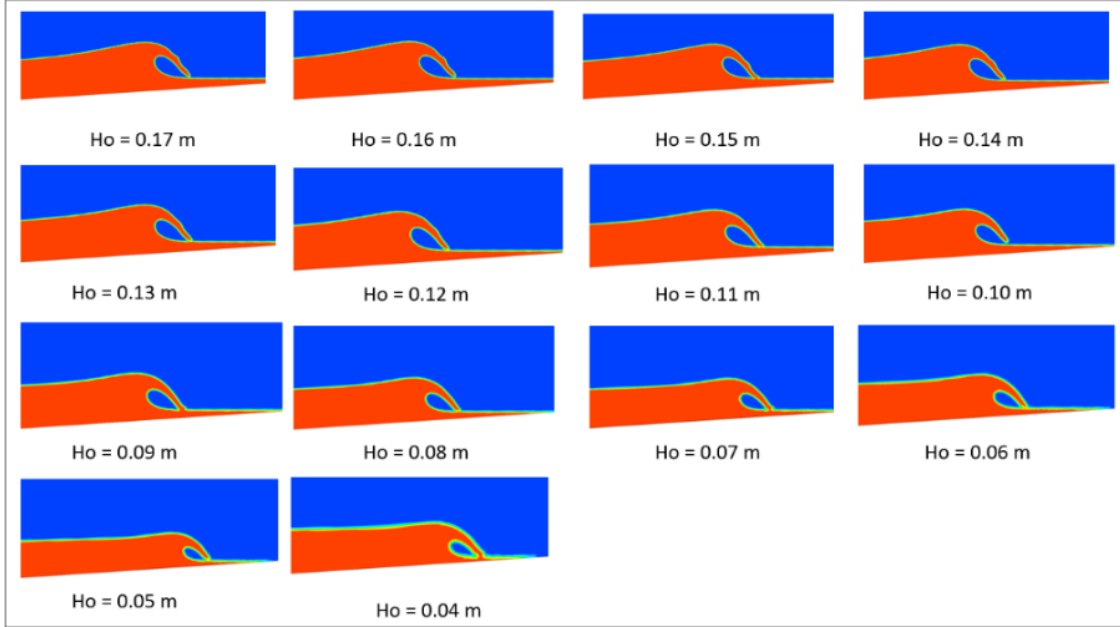 Ho = 0.17 m
Ho = 0.16 m
Ho = 0.15 m
Ho = 0.14 m
Ho = 0.13 m
Ho = 0.12 m
Ho = 0.11 m
Ho = 0.10 m
Ho = 0.09 m
Ho = 0.08 m
Ho = 0.07 m
Ho = 0.06 m
Ho = 0.05 m
Ho = 0.04 m